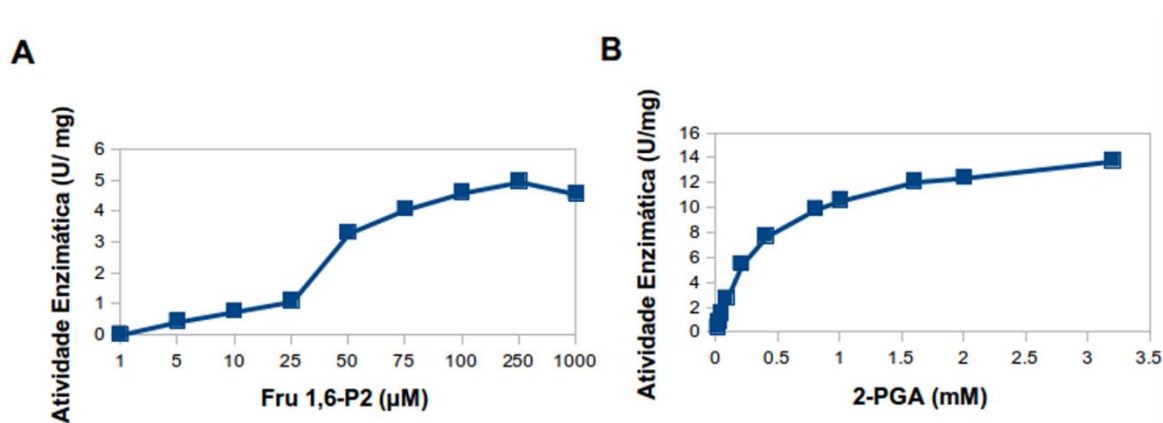 A
Atividade Enzimática (U/ mg)
6
5
4
3
2
1
0
1 5 10 25 50 75 100 250 1000
Fru 1,6-P2 (µM)
B
Atividade Enzimática (U/mg)
16
14
12
10
8
6
4
2
0
0 0.5 1 1.5 2 2.5 3 3.5
2-PGA (mM)